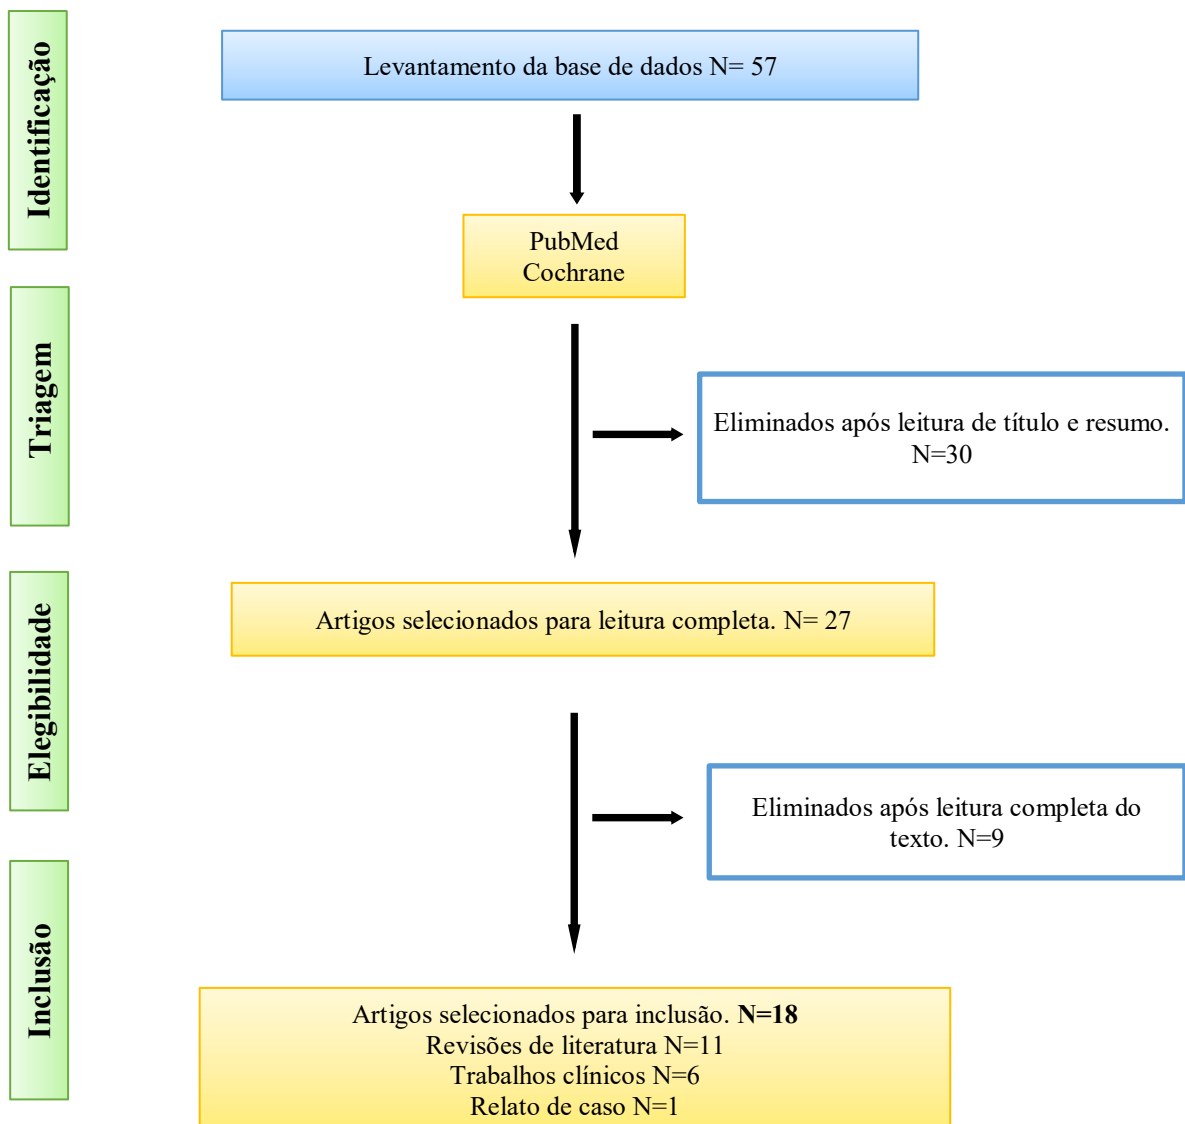 Identificação
Levantamento da base de dados N= 57
PubMed
Cochrane
Triagem
Eliminados após leitura de título e resumo.
N=30
Elegibilidade
Artigos selecionados para leitura completa. N= 27
Eliminados após leitura completa do
texto. N=9
Inclusão
Artigos selecionados para inclusão. N=18
Revisões de literatura N=11
Trabalhos clínicos N=6
Relato de caso N=1